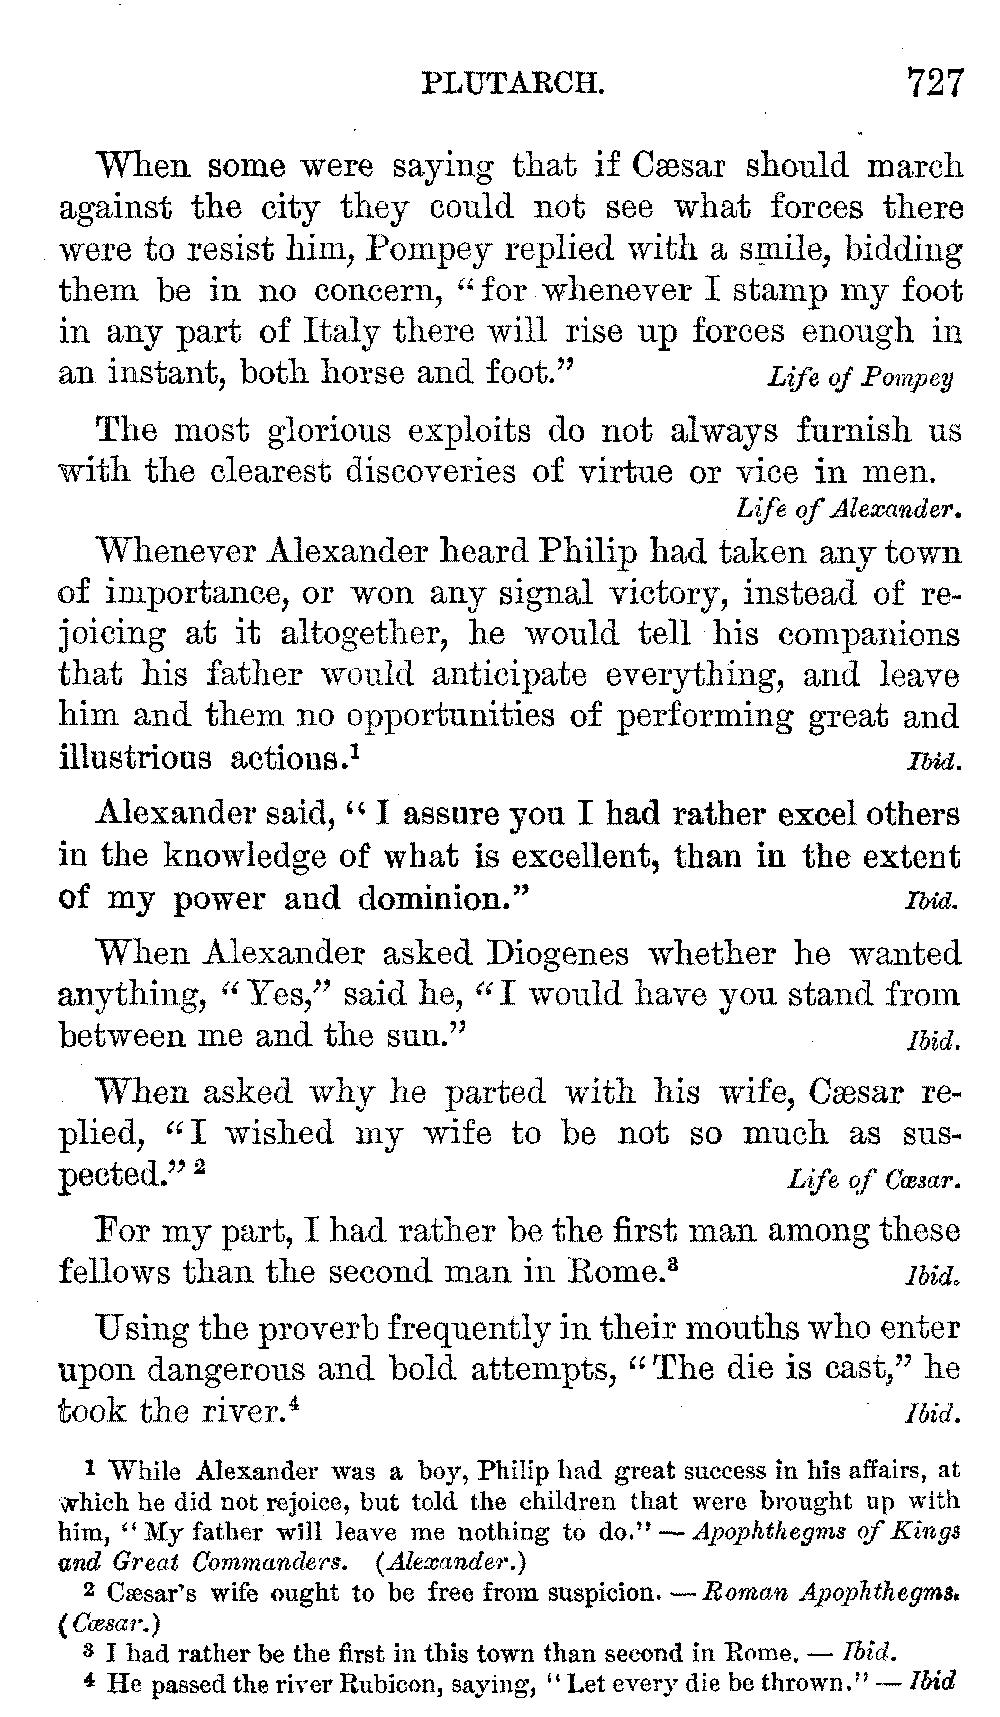 PLUTARCH. 727
When some were saying that if Cæsar should march
against the city they could not see what forces there
were to resist him, Pompey replied with a smile, bidding
them be in no concern, “for whenever I stamp my foot
in any part of Italy there will rise up forces enough in
an instant, both horse and foot.” Life of Pompey
The most glorious exploits do not always furnish us
with the clearest discoveries of virtue or vice in men.
Life of Alexander.
Whenever Alexander heard Philip had taken any town
of importance, or won any signal victory, instead of re-
joicing at it altogether, he would tell his companions
that his father would anticipate everything, and leave
him and them no opportunities of performing great and
illustrious actions.¹ Ibid.
Alexander said, “I assure you I had rather excel others
in the knowledge of what is excellent, than in the extent
of my power and dominion.” Ibid.
When Alexander asked Diogenes whether he wanted
anything, “Yes,” said he, “I would have you stand from
between me and the sun.” Ibid.
When asked why he parted with his wife, Cæsar re-
plied, “I wished my wife to be not so much as sus-
pected.” ² Life of Cæsar.
For my part, I had rather be the first man among these
fellows than the second man in Rome.³ Ibid.
Using the proverb frequently in their mouths who enter
upon dangerous and bold attempts, “The die is cast,” he
took the river.⁴ Ibid.
1 While Alexander was a boy, Philip had great success in his affairs, at
which he did not rejoice, but told the children that were brought up with
him, “My father will leave me nothing to do.” — Apophthegms of Kings
and Great Commanders. (Alexander.)
2 Cæsar's wife ought to be free from suspicion. — Roman Apophthegms.
(Cæsar.)
3 I had rather be the first in this town than second in Rome. — Ibid.
4 He passed the river Rubicon, saying, “Let every die be thrown.” — Ibid